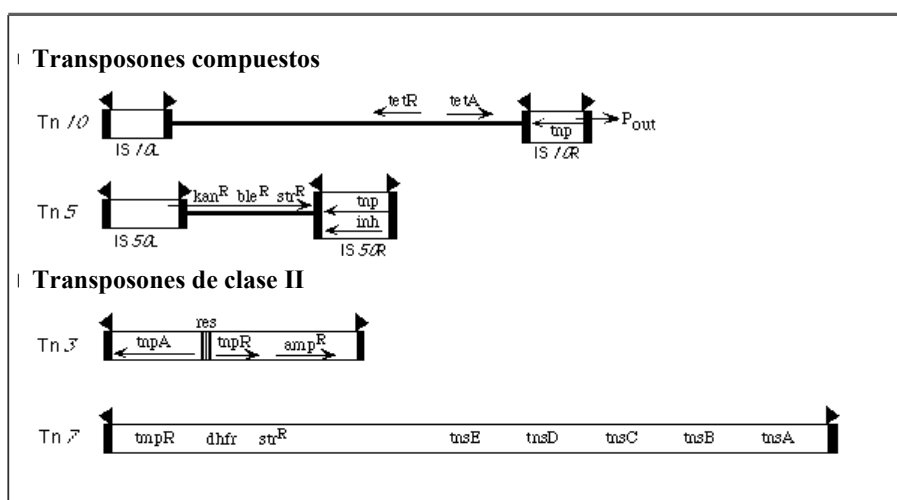 Transposones compuestos
Tn 10 tetR tetA tnp Pout
IS 10L IS 10R
Tn 5 kanR bleR strR tnp inh
IS 50L IS 50R
Transposones de clase II
res
Tn 3 tnpA tnpR ampR
Tn 7 tmpR dhfr strR tnsE tnsD tnsC tnsB tnsA